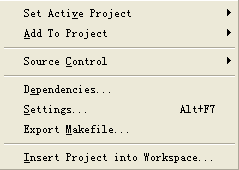 Set Active Project
Add To Project
Source Control
Dependencies...
Settings... Alt+F7
Export Makefile...
Insert Project into Workspace...